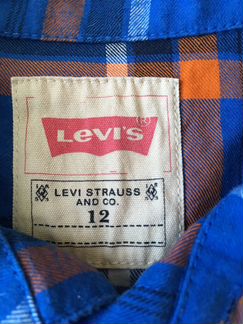 LEVI'S®
LEVI STRAUSS
AND CO.
12